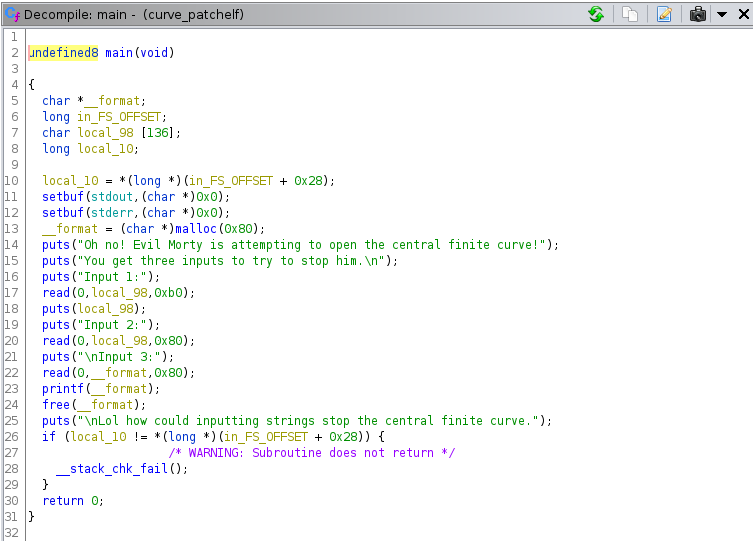 Decompile: main - (curve_patchelf)
1
2 undefined8 main(void)
3
4 {
5 char *__format;
6 long in_FS_OFFSET;
7 char local_98 [136];
8 long local_10;
9
10 local_10 = *(long *)(in_FS_OFFSET + 0x28);
11 setbuf(stdout,(char *)0x0);
12 setbuf(stderr,(char *)0x0);
13 __format = (char *)malloc(0x80);
14 puts("Oh no! Evil Morty is attempting to open the central finite curve!");
15 puts("You get three inputs to try to stop him.\n");
16 puts("Input 1:");
17 read(0,local_98,0xb0);
18 puts(local_98);
19 puts("Input 2:");
20 read(0,local_98,0x80);
21 puts("\nInput 3:");
22 read(0,__format,0x80);
23 printf(__format);
24 free(__format);
25 puts("\nLol how could inputting strings stop the central finite curve.");
26 if (local_10 != *(long *)(in_FS_OFFSET + 0x28)) {
27 /* WARNING: Subroutine does not return */
28 __stack_chk_fail();
29 }
30 return 0;
31 }
32